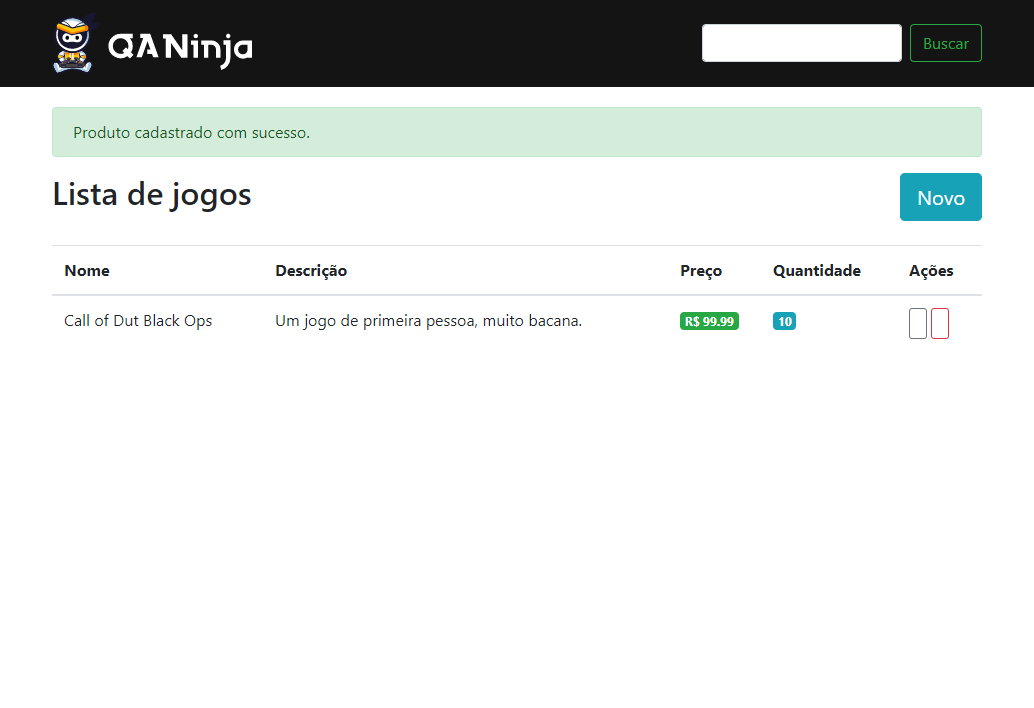 QANinja
Buscar
Produto cadastrado com sucesso.
Lista de jogos
Novo
Nome Descrição Preço Quantidade Ações
Call of Dut Black Ops Um jogo de primeira pessoa, muito bacana. R$ 99.99 10